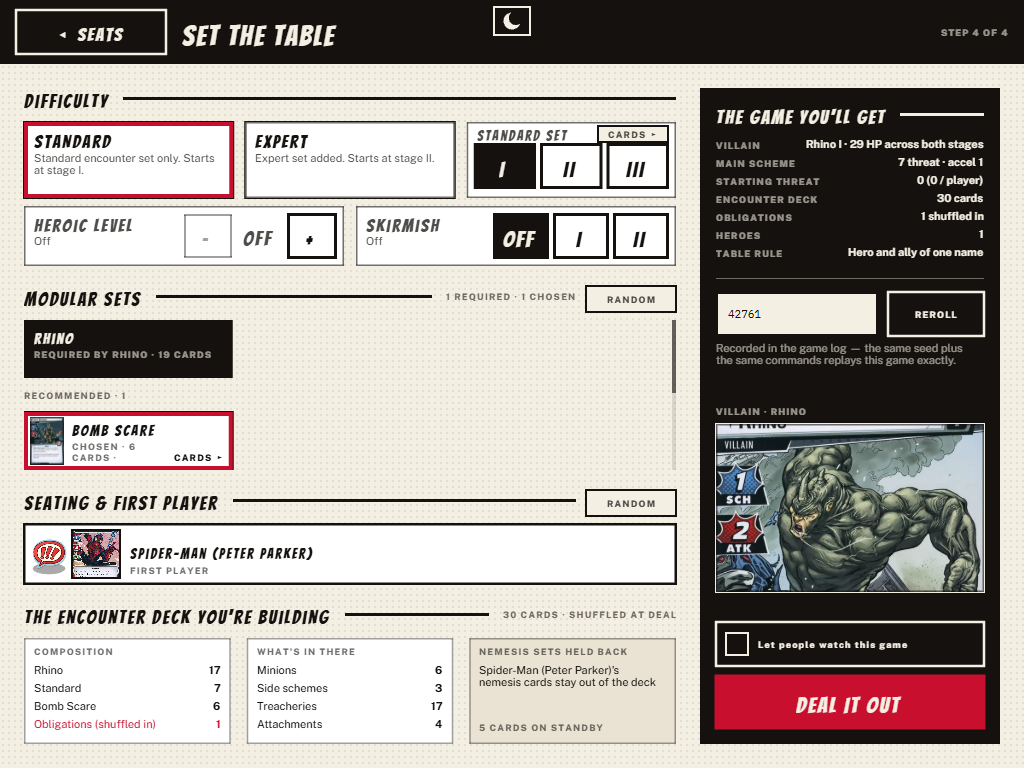 ◂ SEATS
SET THE TABLE
STEP 4 OF 4
DIFFICULTY
STANDARD
Standard encounter set only. Starts
at stage I.
EXPERT
Expert set added. Starts at stage II.
STANDARD SET
CARDS ▸
I
II
III
HEROIC LEVEL
Off
–
OFF
+
SKIRMISH
Off
OFF
I
II
MODULAR SETS
1 REQUIRED · 1 CHOSEN
RANDOM
RHINO
REQUIRED BY RHINO · 19 CARDS
RECOMMENDED · 1
BOMB SCARE
CHOSEN · 6
CARDS ·
CARDS ▸
SEATING & FIRST PLAYER
RANDOM
SPIDER-MAN (PETER PARKER)
FIRST PLAYER
THE ENCOUNTER DECK YOU'RE BUILDING
30 CARDS · SHUFFLED AT DEAL
COMPOSITION
Rhino 17
Standard 7
Bomb Scare 6
Obligations (shuffled in) 1
WHAT'S IN THERE
Minions 6
Side schemes 3
Treacheries 17
Attachments 4
NEMESIS SETS HELD BACK
Spider-Man (Peter Parker)'s
nemesis cards stay out of the deck
5 CARDS ON STANDBY
THE GAME YOU'LL GET
VILLAIN Rhino I · 29 HP across both stages
MAIN SCHEME 7 threat · accel 1
STARTING THREAT 0 (0 / player)
ENCOUNTER DECK 30 cards
OBLIGATIONS 1 shuffled in
HEROES 1
TABLE RULE Hero and ally of one name
42761
REROLL
Recorded in the game log — the same seed plus
the same commands replays this game exactly.
VILLAIN · RHINO
VILLAIN
1
SCH
2
ATK
Let people watch this game
DEAL IT OUT